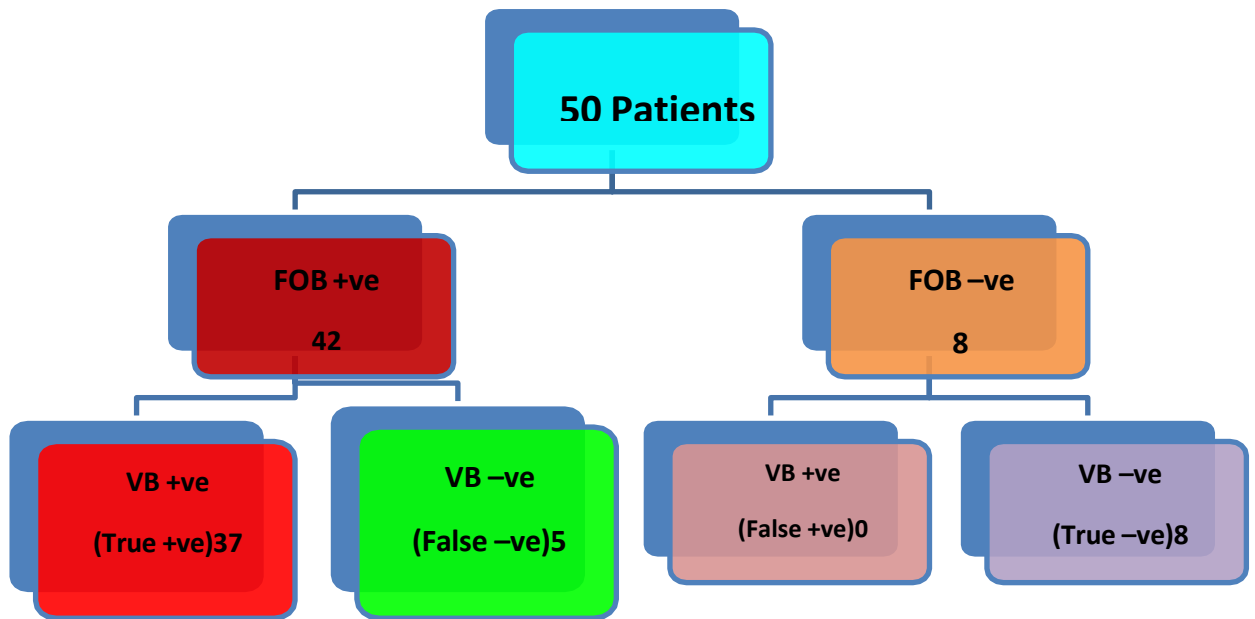 50 Patients
FOB +ve
42
FOB –ve
8
VB +ve
(True +ve)37
VB –ve
(False –ve)5
VB +ve
(False +ve)0
VB –ve
(True –ve)8